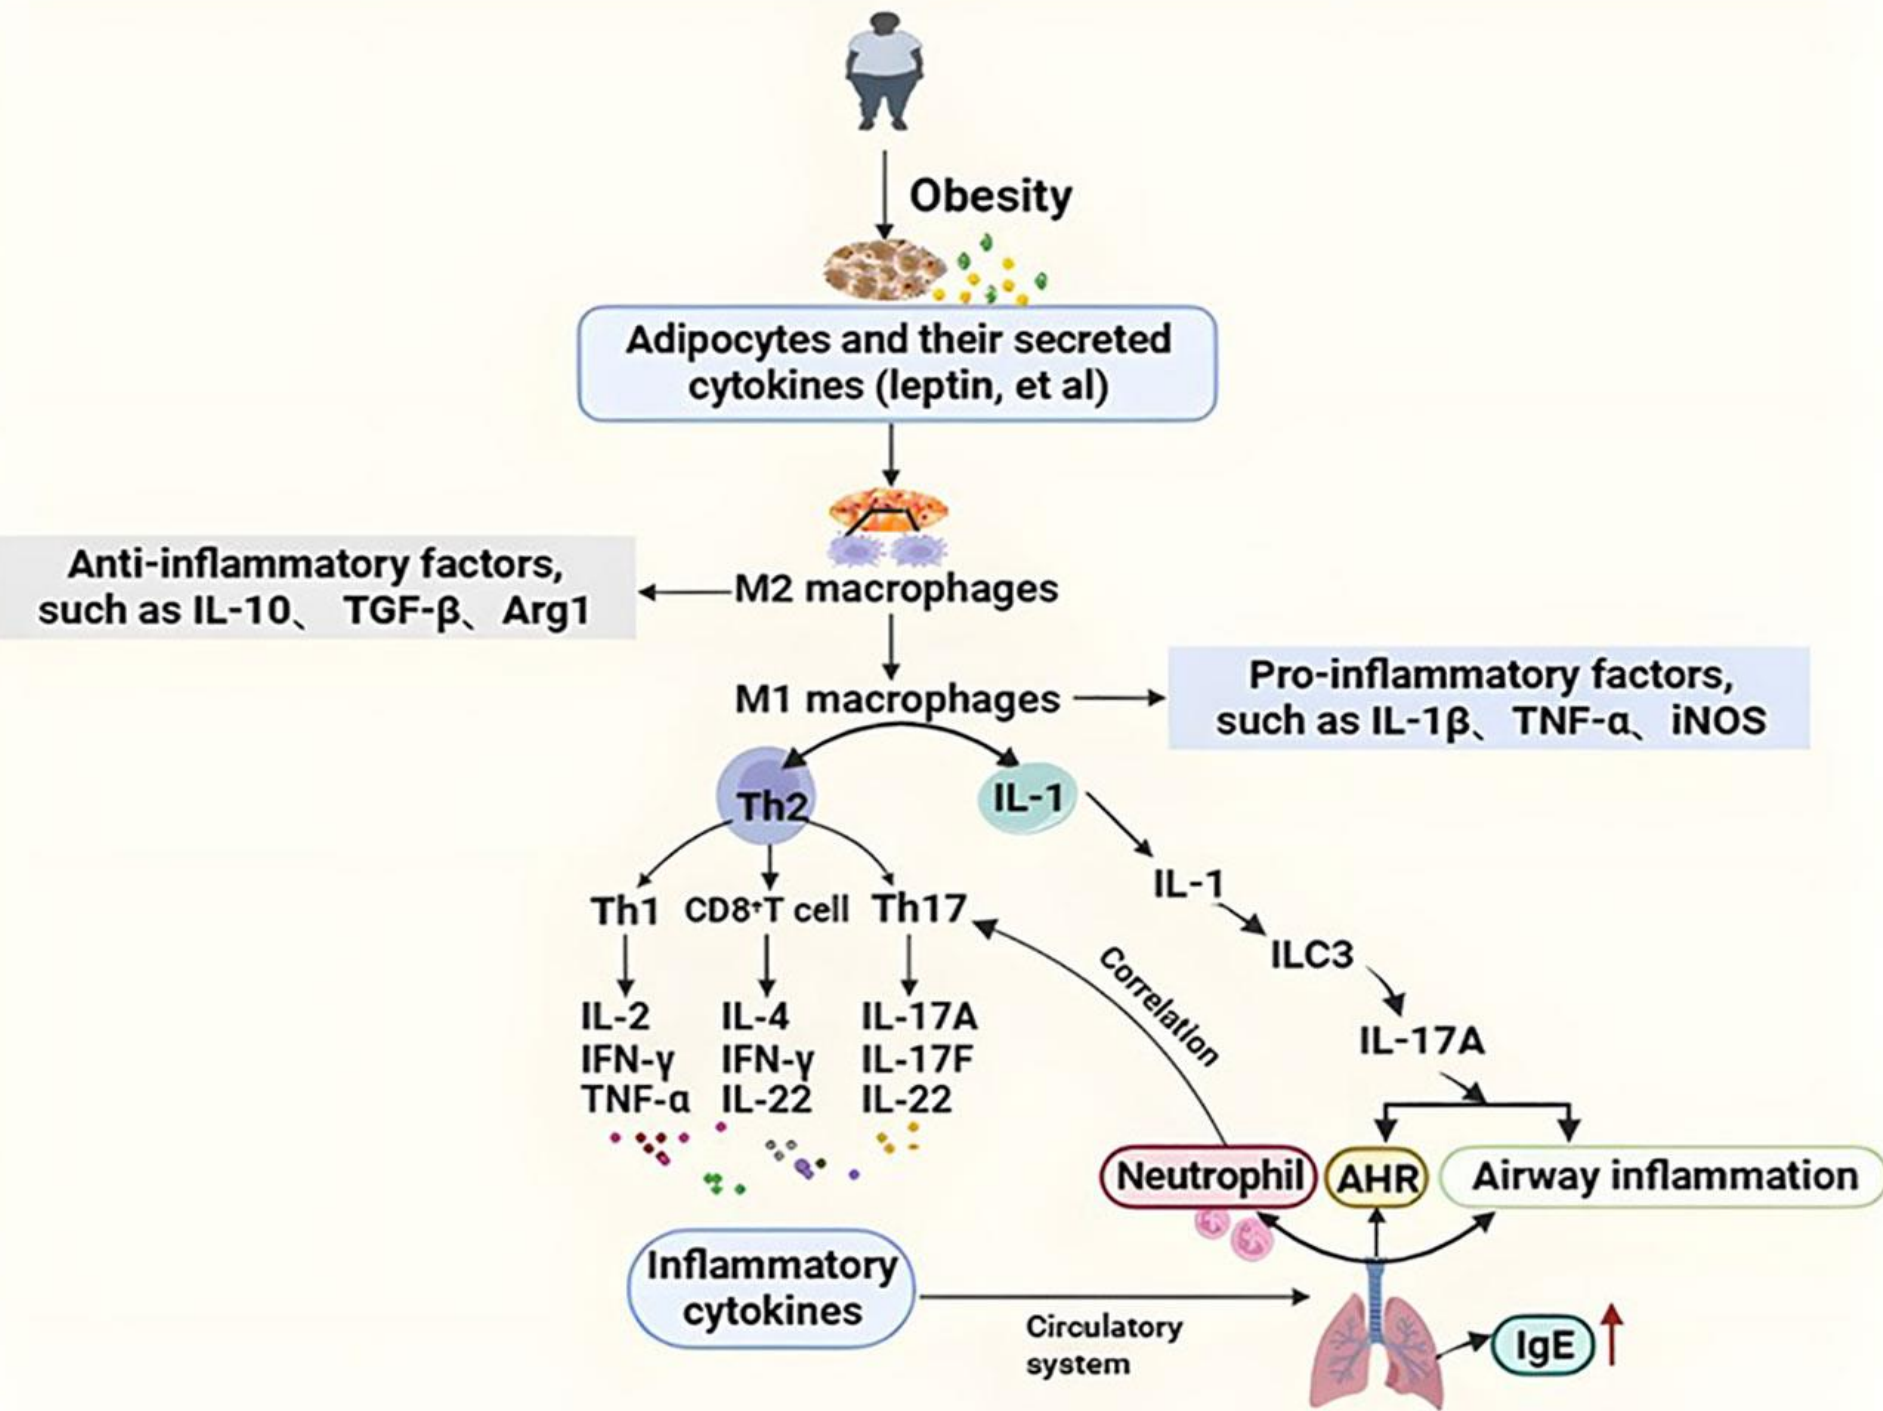 Obesity
Adipocytes and their secreted
cytokines (leptin, et al)
Anti-inflammatory factors,
such as IL-10、 TGF-β、Arg1
M2 macrophages
M1 macrophages
Pro-inflammatory factors,
such as IL-1β、TNF-α、iNOS
Th2
IL-1
IL-1
ILC3
IL-17A
Th1
CD8⁺T cell
Th17
IL-2
IFN-γ
TNF-α
IL-4
IFN-γ
IL-22
IL-17A
IL-17F
IL-22
Correlation
Neutrophil
AHR
Airway inflammation
Inflammatory
cytokines
Circulatory
system
IgE